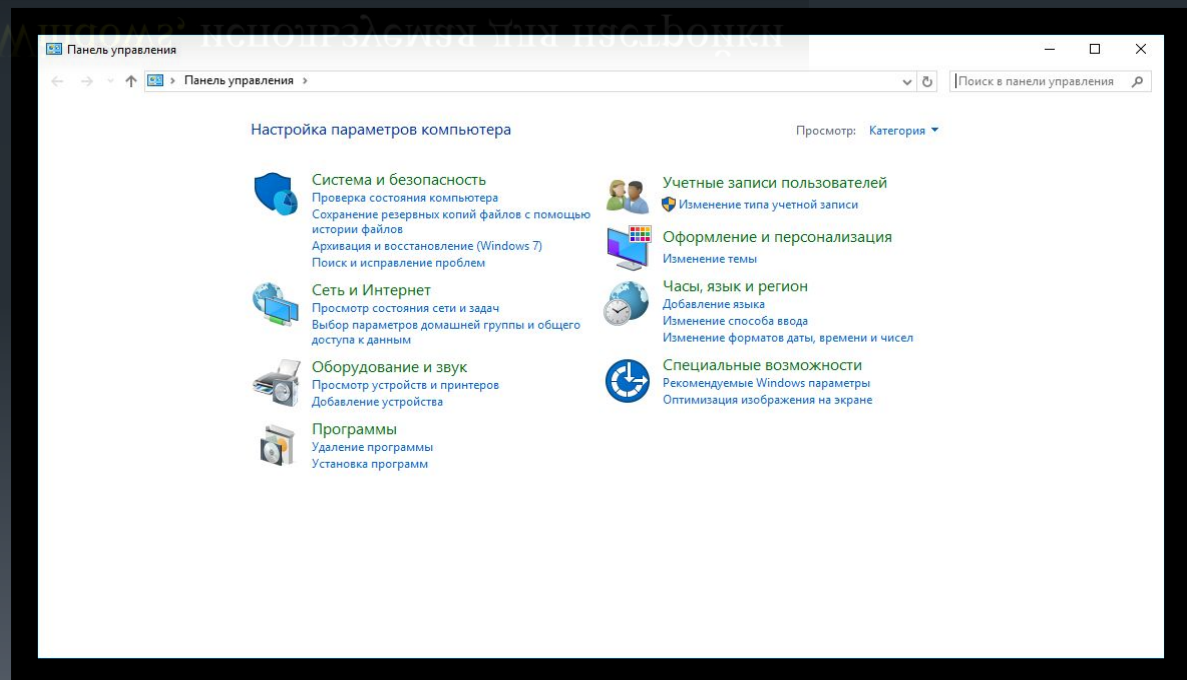 Windows, используемая для настройки
Панель управления
Панель управления
Поиск в панели управления
Настройка параметров компьютера
Просмотр: Категория
Система и безопасность
Проверка состояния компьютера
Сохранение резервных копий файлов с помощью
истории файлов
Архивация и восстановление (Windows 7)
Поиск и исправление проблем
Сеть и Интернет
Просмотр состояния сети и задач
Выбор параметров домашней группы и общего
доступа к данным
Оборудование и звук
Просмотр устройств и принтеров
Добавление устройства
Программы
Удаление программы
Установка программ
Учетные записи пользователей
Изменение типа учетной записи
Оформление и персонализация
Изменение темы
Часы, язык и регион
Добавление языка
Изменение способа ввода
Изменение форматов даты, времени и чисел
Специальные возможности
Рекомендуемые Windows параметры
Оптимизация изображения на экране